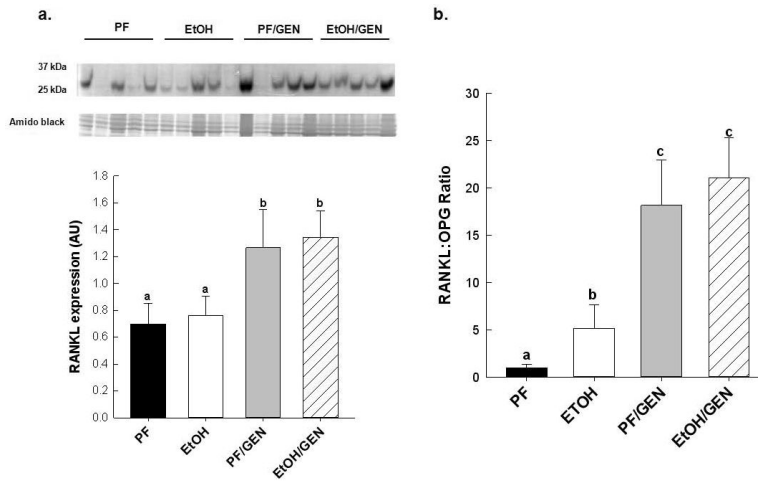 a.
PF EtOH PF/GEN EtOH/GEN
37 kDa
25 kDa
Amido black
RANKL expression (AU)
1.8
1.6
1.4
1.2
1.0
0.8
0.6
0.4
0.2
0.0
a a b b
PF EtOH PF/GEN EtOH/GEN
b.
RANKL:OPG Ratio
30
25
20
15
10
5
0
a b c c
PF ETOH PF/GEN EtOH/GEN